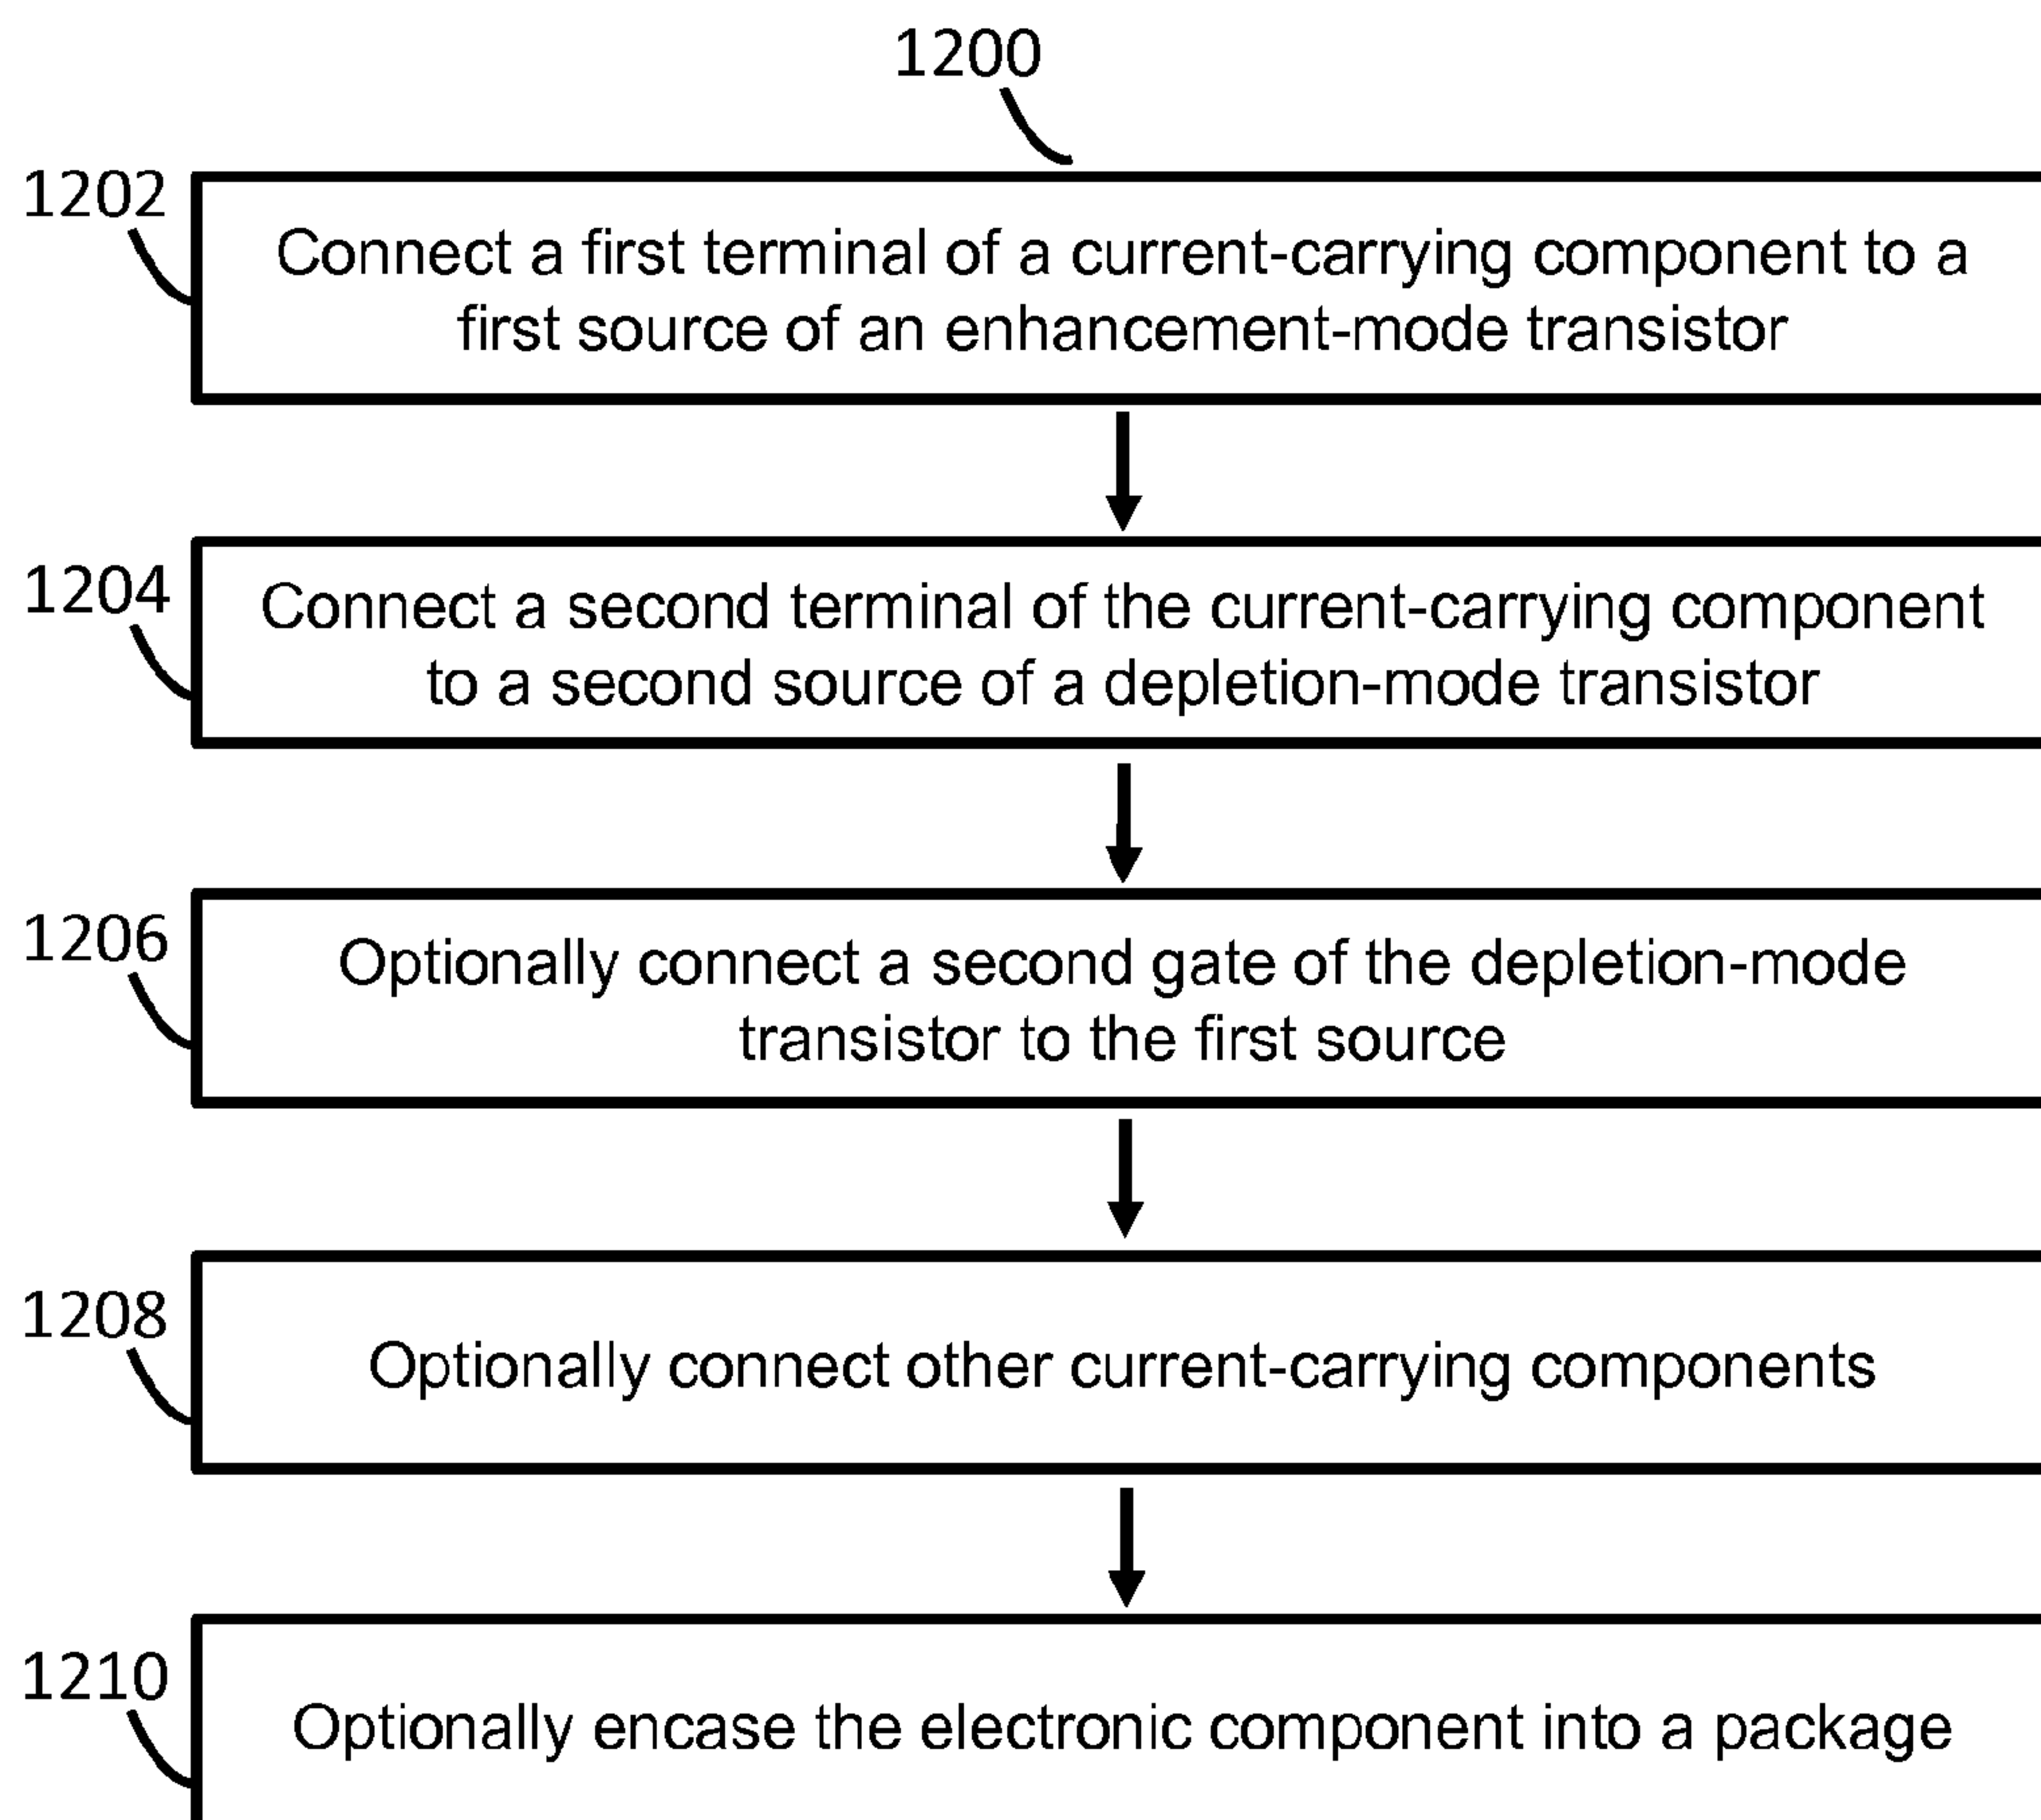 1200
1202
Connect a first terminal of a current-carrying component to a
first source of an enhancement-mode transistor
1204
Connect a second terminal of the current-carrying component
to a second source of a depletion-mode transistor
1206
Optionally connect a second gate of the depletion-mode
transistor to the first source
1208
Optionally connect other current-carrying components
1210
Optionally encase the electronic component into a package